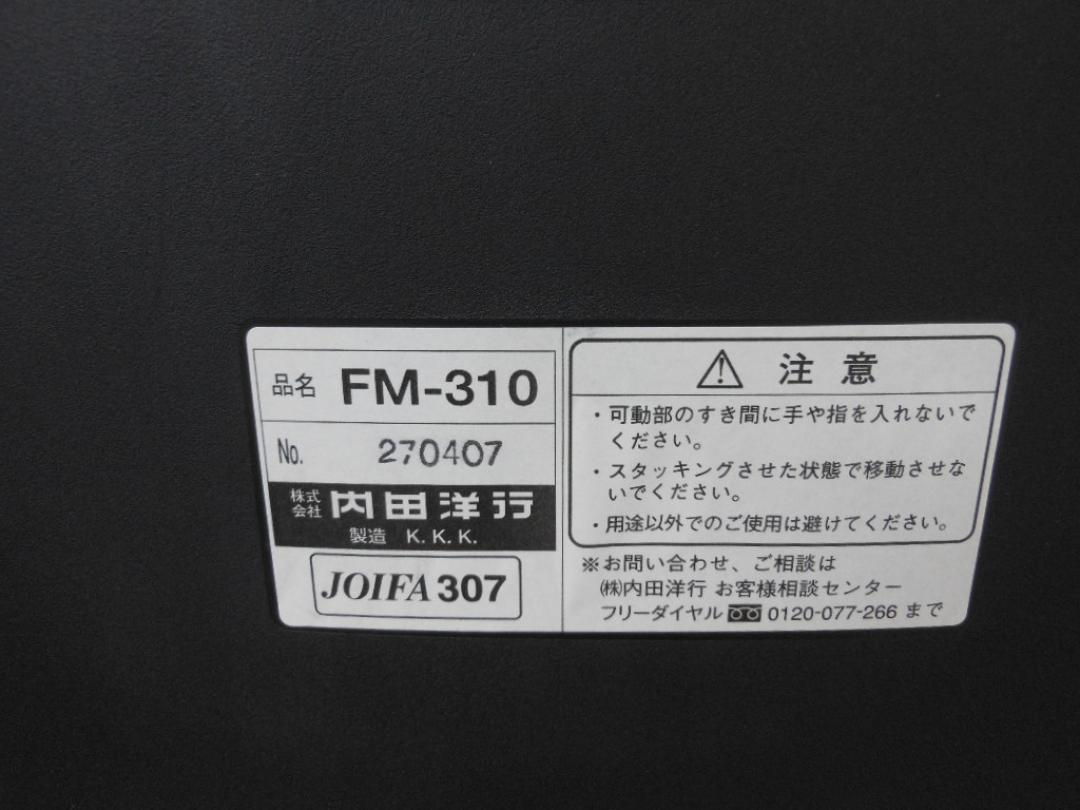 品名 FM-310
No. 270407
株式会社 内田洋行
製造 K. K. K.
JOIFA 307
⚠ 注意
・可動部のすき間に手や指を入れないで
ください。
・スタッキングさせた状態で移動させな
いでください。
・用途以外でのご使用は避けてください。
※お問い合わせ、ご相談は
㈱内田洋行 お客様相談センター
フリーダイヤル 0120-077-266 まで